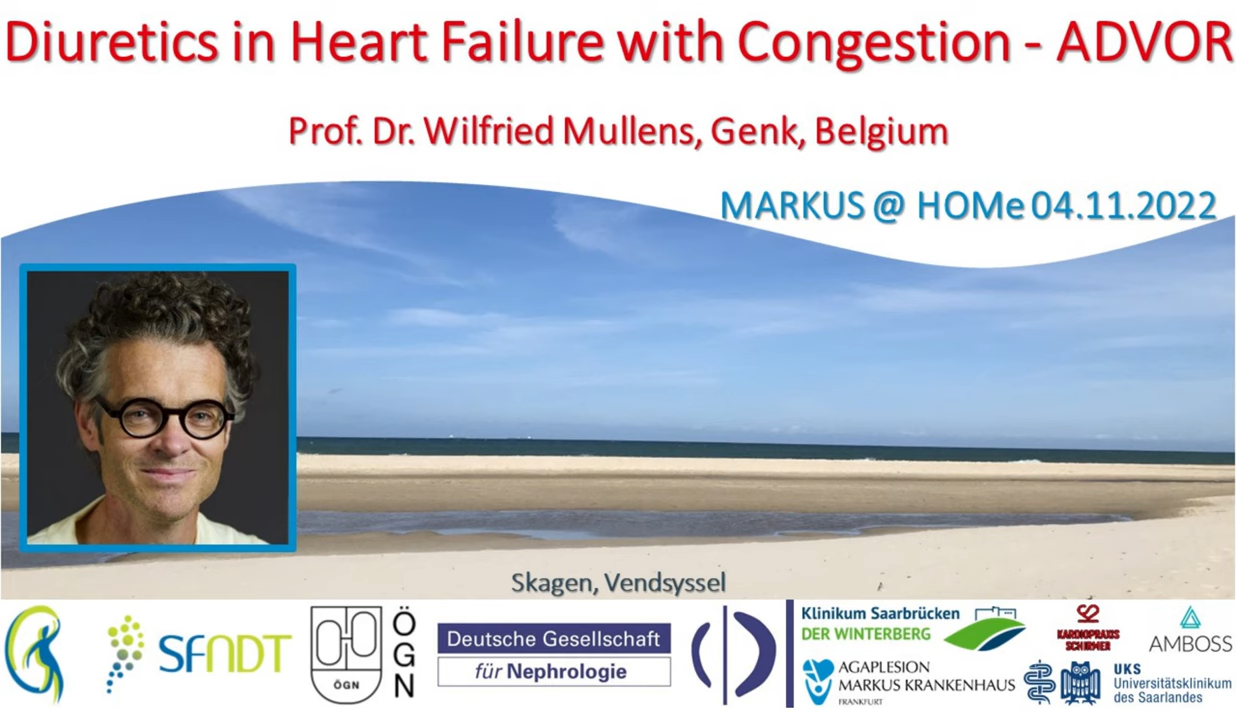 Diuretics in Heart Failure with Congestion - ADVOR
Prof. Dr. Wilfried Mullens, Genk, Belgium
MARKUS @ HOMe 04.11.2022
Skagen, Vendsyssel
SFNDT
ÖGN
ÖGN
Deutsche Gesellschaft
für Nephrologie
Klinikum Saarbrücken
DER WINTERBERG
AGAPLESION
MARKUS KRANKENHAUS
FRANKFURT
KARDIOPRAXIS
SCHIRMER
AMBOSS
UKS
Universitätsklinikum
des Saarlandes